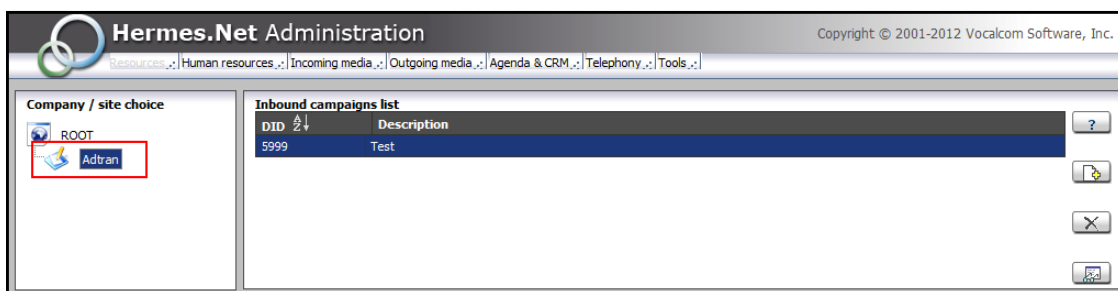 Hermes.Net Administration
Copyright © 2001-2012 Vocalcom Software, Inc.
Resources .: Human resources .: Incoming media .: Outgoing media .: Agenda & CRM .: Telephony .: Tools .:
Company / site choice
ROOT
Adtran
Inbound campaigns list
DID Description
5999 Test
?